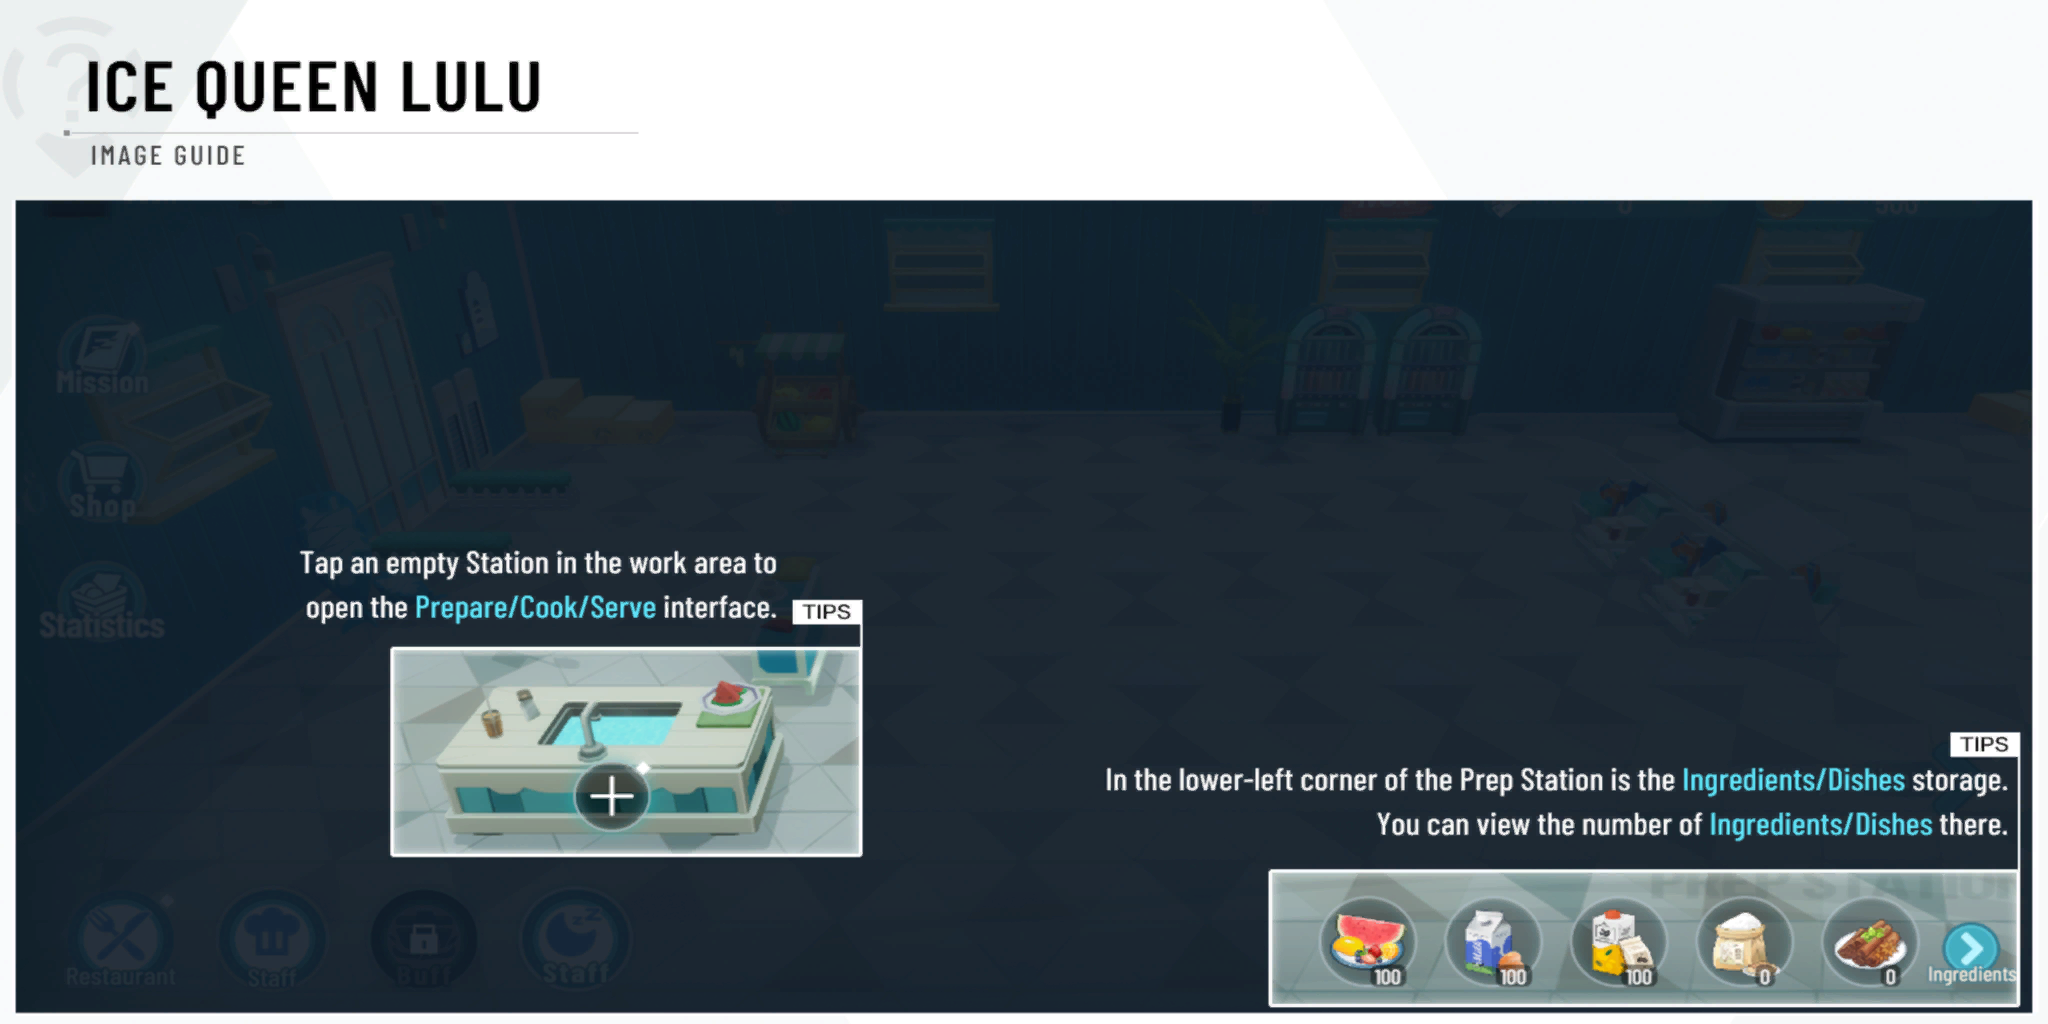 ICE QUEEN LULU
IMAGE GUIDE
500
Mission
Shop
Statistics
Tap an empty Station in the work area to
open the Prepare/Cook/Serve interface.
TIPS
TIPS
In the lower-left corner of the Prep Station is the Ingredients/Dishes storage.
You can view the number of Ingredients/Dishes there.
PREP STATION
100
100
100
0
0
Ingredients
Restaurant
Staff
Buff
Staff